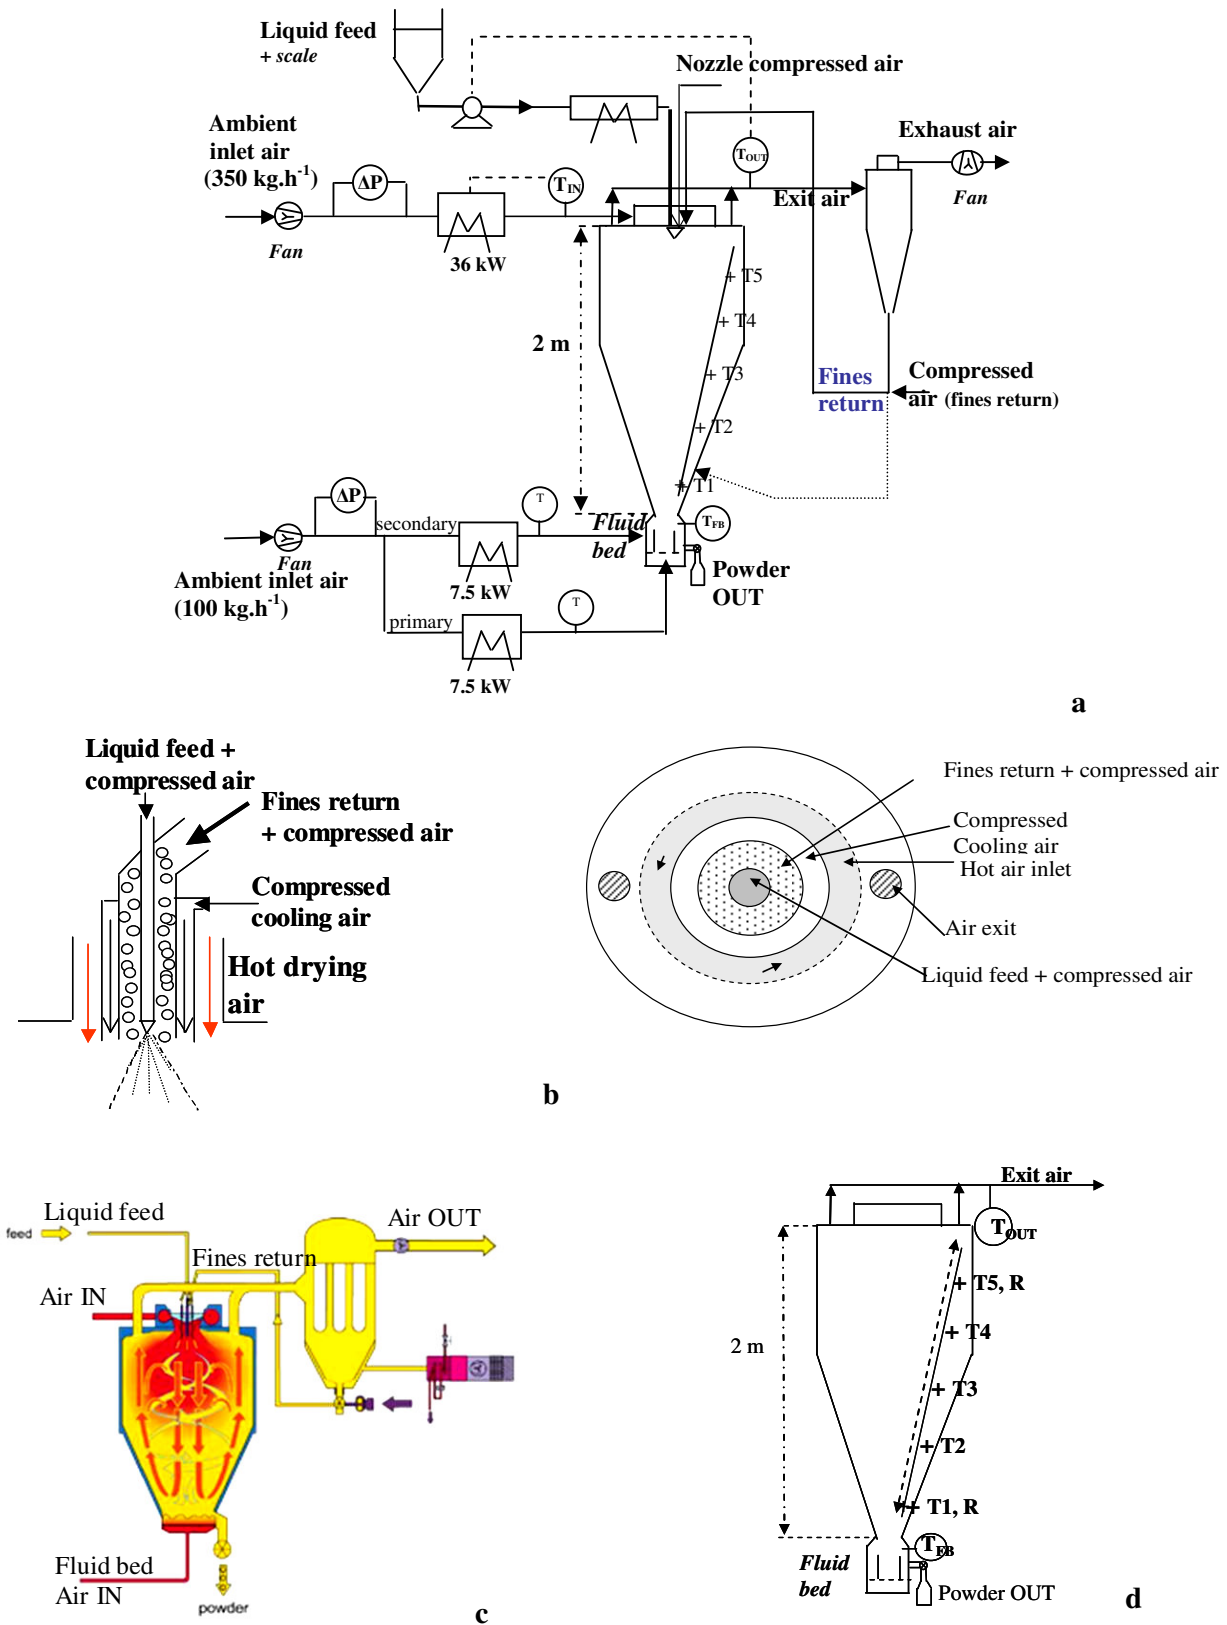 Liquid feed
+ scale
Nozzle compressed air
Ambient
inlet air
(350 kg.h-1)
ΔP
TIN
TOUT
Exhaust air
Fan
Exit air
Fan
36 kW
+ T5
+ T4
2 m
+ T3
Fines
return
Compressed
air (fines return)
+ T2
+ T1
ΔP
secondary
T
Fluid
bed
TFB
Fan
Ambient inlet air
(100 kg.h-1)
7.5 kW
Powder
OUT
primary
T
7.5 kW
a
Liquid feed +
compressed air
Fines return
+ compressed air
Compressed
cooling air
Hot drying
air
Fines return + compressed air
Compressed
Cooling air
Hot air inlet
Air exit
Liquid feed + compressed air
b
Liquid feed
feed
Air OUT
Fines return
Air IN
Fluid bed
Air IN
powder
c
Exit air
TOUT
+ T5, R
+ T4
2 m
+ T3
+ T2
+ T1, R
TFB
Fluid
bed
Powder OUT
d